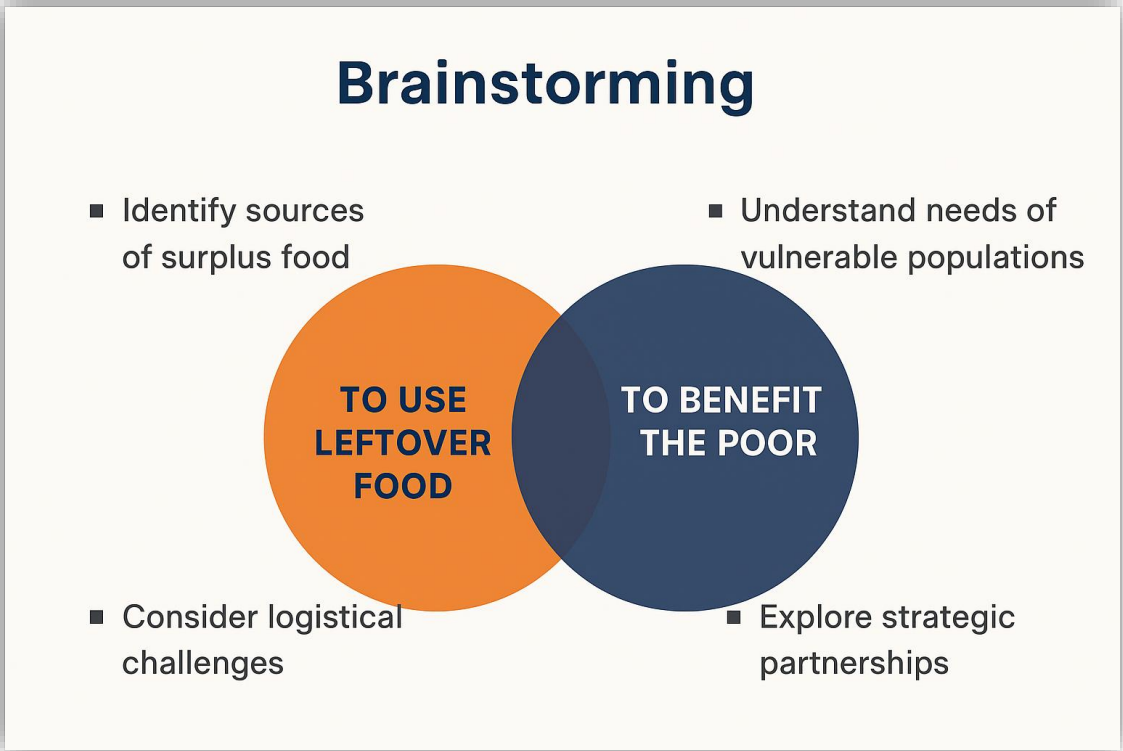 Brainstorming
Identify sources
of surplus food
Understand needs of
vulnerable populations
TO USE
LEFTOVER
FOOD
TO BENEFIT
THE POOR
Consider logistical
challenges
Explore strategic
partnerships